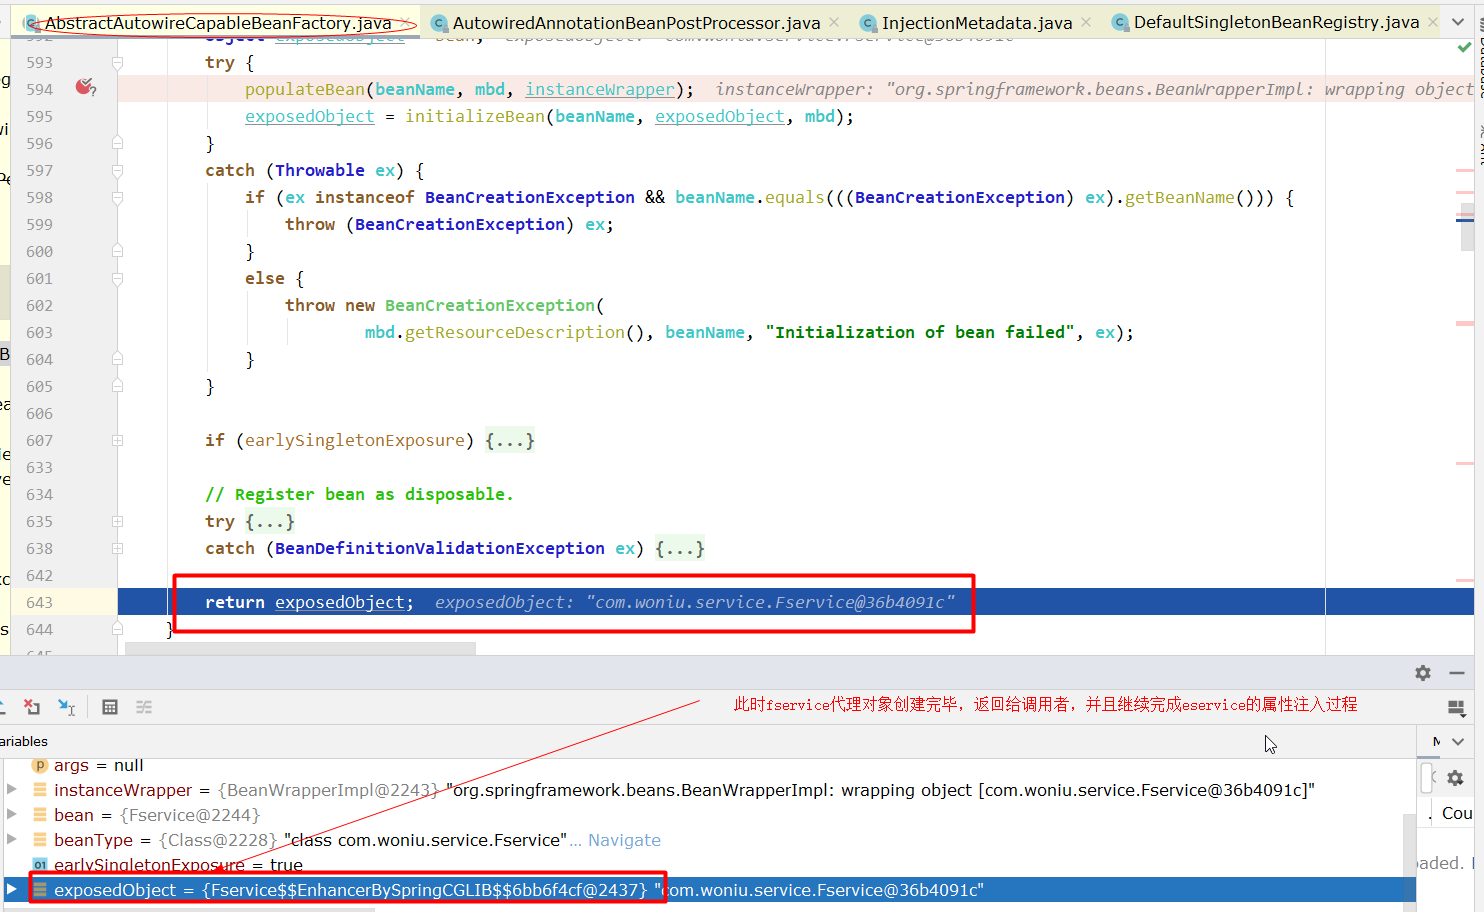 AbstractAutowireCapableBeanFactory.java AutowiredAnnotationBeanPostProcessor.java InjectionMetadata.java DefaultSingletonBeanRegistry.java
593 try {
594 populateBean(beanName, mbd, instanceWrapper); instanceWrapper: "org.springframework.beans.BeanWrapperImpl: wrapping object
595 exposedObject = initializeBean(beanName, exposedObject, mbd);
596 }
597 catch (Throwable ex) {
598 if (ex instanceof BeanCreationException && beanName.equals(((BeanCreationException) ex).getBeanName())) {
599 throw (BeanCreationException) ex;
600 }
601 else {
602 throw new BeanCreationException(
603 mbd.getResourceDescription(), beanName, "Initialization of bean failed", ex);
604 }
605 }
606
607 if (earlySingletonExposure) {...}
633
634 // Register bean as disposable.
635 try {...}
638 catch (BeanDefinitionValidationException ex) {...}
642
643 return exposedObject; exposedObject: "com.woniu.service.Fservice@36b4091c"
644 }
此时fservice代理对象创建完毕，返回给调用者，并且继续完成eservice的属性注入过程
ariables
args = null
instanceWrapper = {BeanWrapperImpl@2243} "org.springframework.beans.BeanWrapperImpl: wrapping object [com.woniu.service.Fservice@36b4091c]"
bean = {Fservice@2244}
beanType = {Class@2228} "class com.woniu.service.Fservice"... Navigate
earlySingletonExposure = true
exposedObject = {Fservice$$EnhancerBySpringCGLIB$$6bb6f4cf@2437} "com.woniu.service.Fservice@36b4091c"
Cou
oaded.